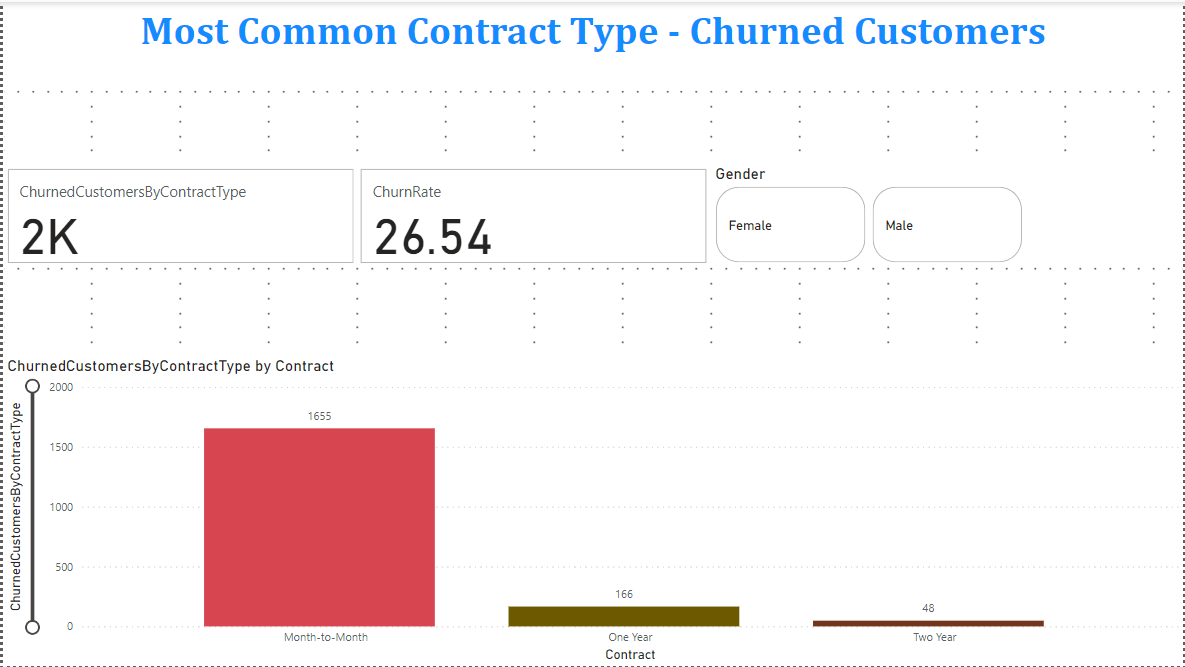 Most Common Contract Type - Churned Customers
ChurnedCustomersByContractType
2K
ChurnRate
26.54
Gender
Female
Male
ChurnedCustomersByContractType by Contract
ChurnedCustomersByContractType
2000
1500
1000
500
0
1655
166
48
Month-to-Month
One Year
Two Year
Contract